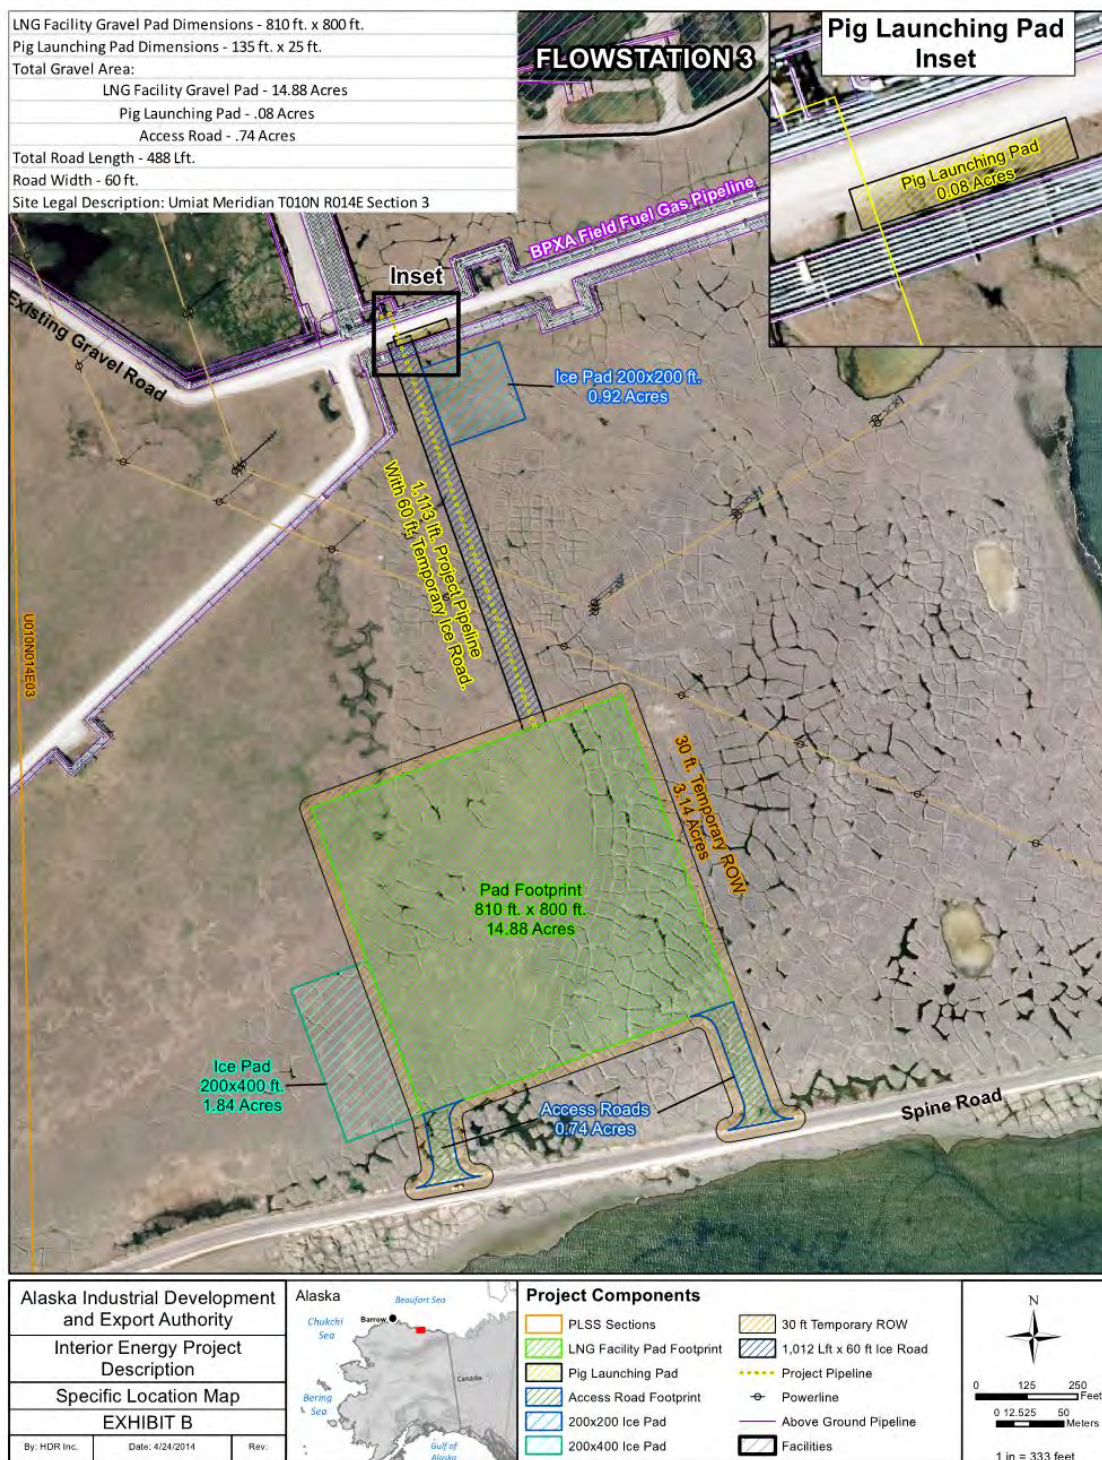 LNG Facility Gravel Pad Dimensions - 810 ft. x 800 ft.
Pig Launching Pad Dimensions - 135 ft. x 25 ft.
Total Gravel Area:
LNG Facility Gravel Pad - 14.88 Acres
Pig Launching Pad - .08 Acres
Access Road - .74 Acres
Total Road Length - 488 Lft.
Road Width - 60 ft.
Site Legal Description: Umiat Meridian T010N R014E Section 3
FLOWSTATION 3
Pig Launching Pad
Inset
Pig Launching Pad
0.08 Acres
BPXA Field Fuel Gas Pipeline
Inset
Existing Gravel Road
Ice Pad 200x200 ft.
0.92 Acres
1,113 lft. Project Pipeline
With 60 ft. Temporary Ice Road.
U010N014E03
30 ft. Temporary ROW
3.14 Acres
Pad Footprint
810 ft. x 800 ft.
14.88 Acres
Ice Pad
200x400 ft.
1.84 Acres
Access Roads
0.74 Acres
Spine Road
Alaska Industrial Development
and Export Authority
Interior Energy Project
Description
Specific Location Map
EXHIBIT B
By: HDR Inc.
Date: 4/24/2014
Rev:
Alaska
Beaufort Sea
Barrow
Chukchi
Sea
Canada
Bering
Sea
Gulf of
Alaska
Project Components
PLSS Sections
LNG Facility Pad Footprint
Pig Launching Pad
Access Road Footprint
200x200 Ice Pad
200x400 Ice Pad
30 ft Temporary ROW
1,012 Lft x 60 ft Ice Road
Project Pipeline
Powerline
Above Ground Pipeline
Facilities
N
0 125 250
Feet
0 12.525 50
Meters
1 in = 333 feet